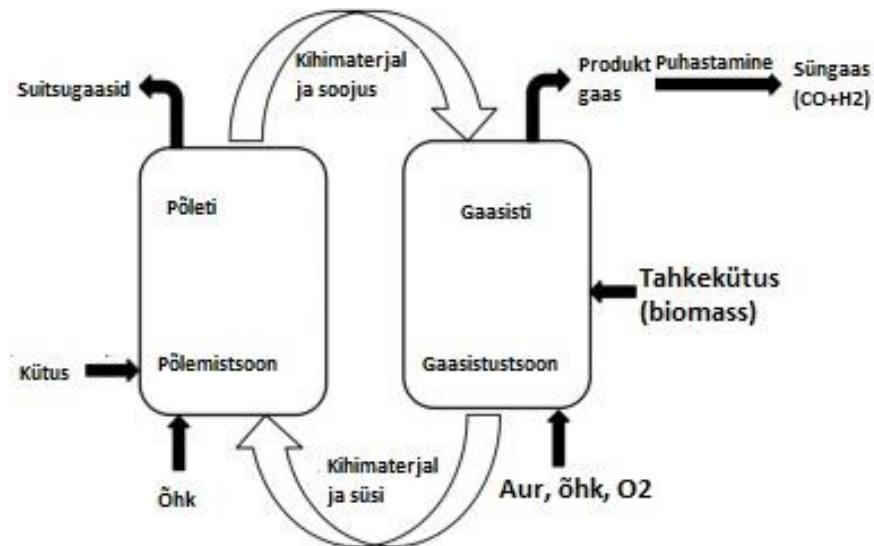 Kihimaterjal
ja soojus
Suitsugaasid
Produkt
gaas
Puhastamine
Süngaas
(CO+H2)
Põleti
Gaasisti
Tahkekütus
(biomass)
Kütus
Põlemistsoon
Gaasistustsoon
Õhk
Kihimaterjal
ja süsi
Aur, õhk, O2